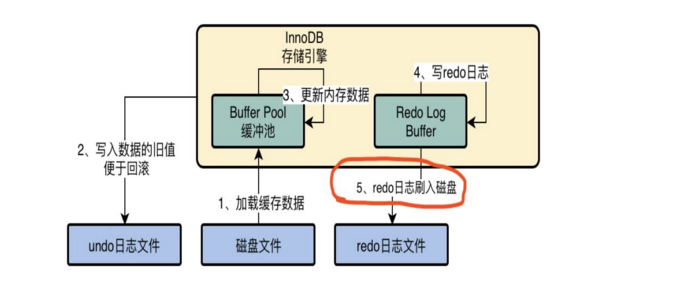 InnoDB
存储引擎
4、写redo日志
3、更新内存数据
Buffer Pool
缓冲池
Redo Log
Buffer
2、写入数据的旧值
便于回滚
5、redo日志刷入磁盘
1、加载缓存数据
undo日志文件
磁盘文件
redo日志文件